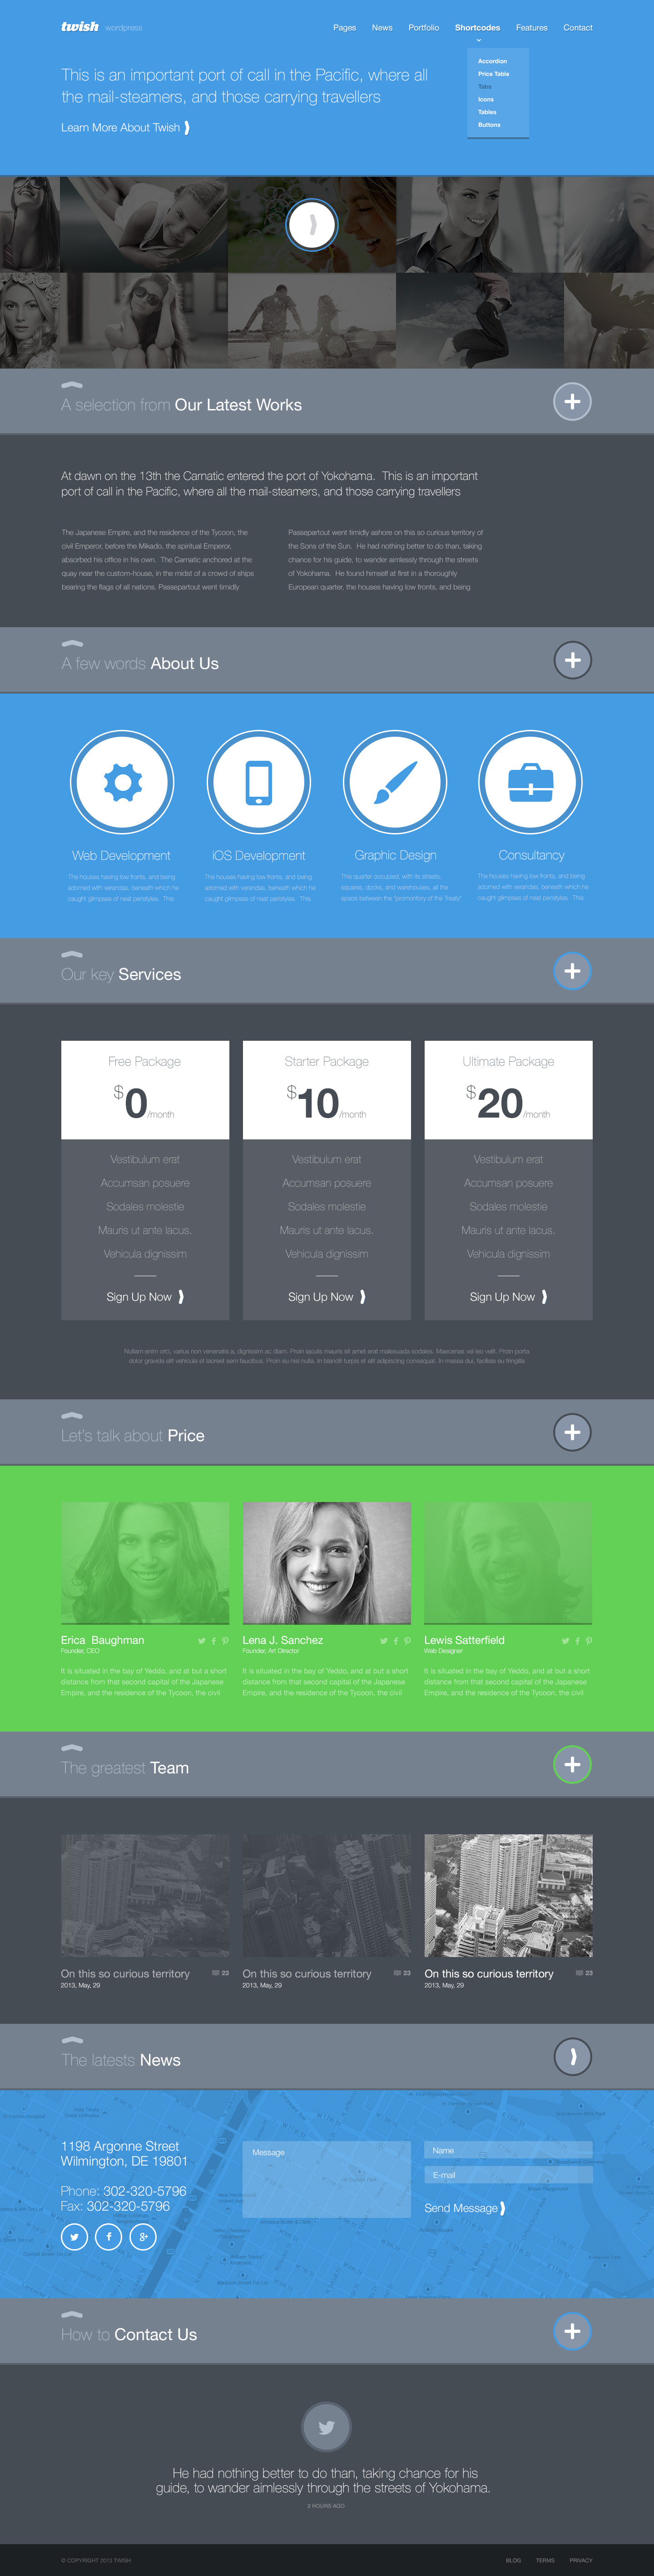 twish wordpress
Pages News Portfolio Shortcodes Features Contact
Accordion
Price Table
Tabs
Icons
Tables
Buttons
This is an important port of call in the Pacific, where all
the mail-steamers, and those carrying travellers
Learn More About Twish
A selection from Our Latest Works
At dawn on the 13th the Carnatic entered the port of Yokohama. This is an important
port of call in the Pacific, where all the mail-steamers, and those carrying travellers
The Japanese Empire, and the residence of the Tycoon, the
civil Emperor, before the Mikado, the spiritual Emperor,
absorbed his office in his own. The Carnatic anchored at the
quay near the custom-house, in the midst of a crowd of ships
bearing the flags of all nations. Passepartout went timidly
Passepartout went timidly ashore on this so curious territory of
the Sons of the Sun. He had nothing better to do than, taking
chance for his guide, to wander aimlessly through the streets
of Yokohama. He found himself at first in a thoroughly
European quarter, the houses having low fronts, and being
A few words About Us
Web Development
The houses having low fronts, and being
adorned with verandas, beneath which he
caught glimpses of neat peristyles. This
iOS Development
The houses having low fronts, and being
adorned with verandas, beneath which he
caught glimpses of neat peristyles. This
Graphic Design
This quarter occupied, with its streets,
squares, docks, and warehouses, all the
space between the "promontory of the Treaty"
Consultancy
The houses having low fronts, and being
adorned with verandas, beneath which he
caught glimpses of neat peristyles. This
Our key Services
Free Package
$0/month
Vestibulum erat
Accumsan posuere
Sodales molestie
Mauris ut ante lacus.
Vehicula dignissim
Sign Up Now
Starter Package
$10/month
Vestibulum erat
Accumsan posuere
Sodales molestie
Mauris ut ante lacus.
Vehicula dignissim
Sign Up Now
Ultimate Package
$20/month
Vestibulum erat
Accumsan posuere
Sodales molestie
Mauris ut ante lacus.
Vehicula dignissim
Sign Up Now
Nullam enim orci, varius non venenatis a, dignissim ac diam. Proin iaculis mauris sit amet erat malesuada sodales. Maecenas vel leo velit. Proin porta
dolor gravida elit vehicula et laoreet sem faucibus. Proin eu nisi nulla. In blandit turpis et elit adipiscing consequat. In massa dui, facilisis eu fringilla
Let's talk about Price
Erica Baughman
Founder, CEO
It is situated in the bay of Yeddo, and at but a short
distance from that second capital of the Japanese
Empire, and the residence of the Tycoon, the civil
Lena J. Sanchez
Founder, Art Director
It is situated in the bay of Yeddo, and at but a short
distance from that second capital of the Japanese
Empire, and the residence of the Tycoon, the civil
Lewis Satterfield
Web Designer
It is situated in the bay of Yeddo, and at but a short
distance from that second capital of the Japanese
Empire, and the residence of the Tycoon, the civil
The greatest Team
On this so curious territory 23
2013, May, 29
On this so curious territory 23
2013, May, 29
On this so curious territory 23
2013, May, 29
The latests News
1198 Argonne Street
Wilmington, DE 19801
Phone: 302-320-5796
Fax: 302-320-5796
Message
Name
E-mail
Send Message
How to Contact Us
He had nothing better to do than, taking chance for his
guide, to wander aimlessly through the streets of Yokohama.
2 HOURS AGO
© COPYRIGHT 2013 TWISH
BLOG TERMS PRIVACY